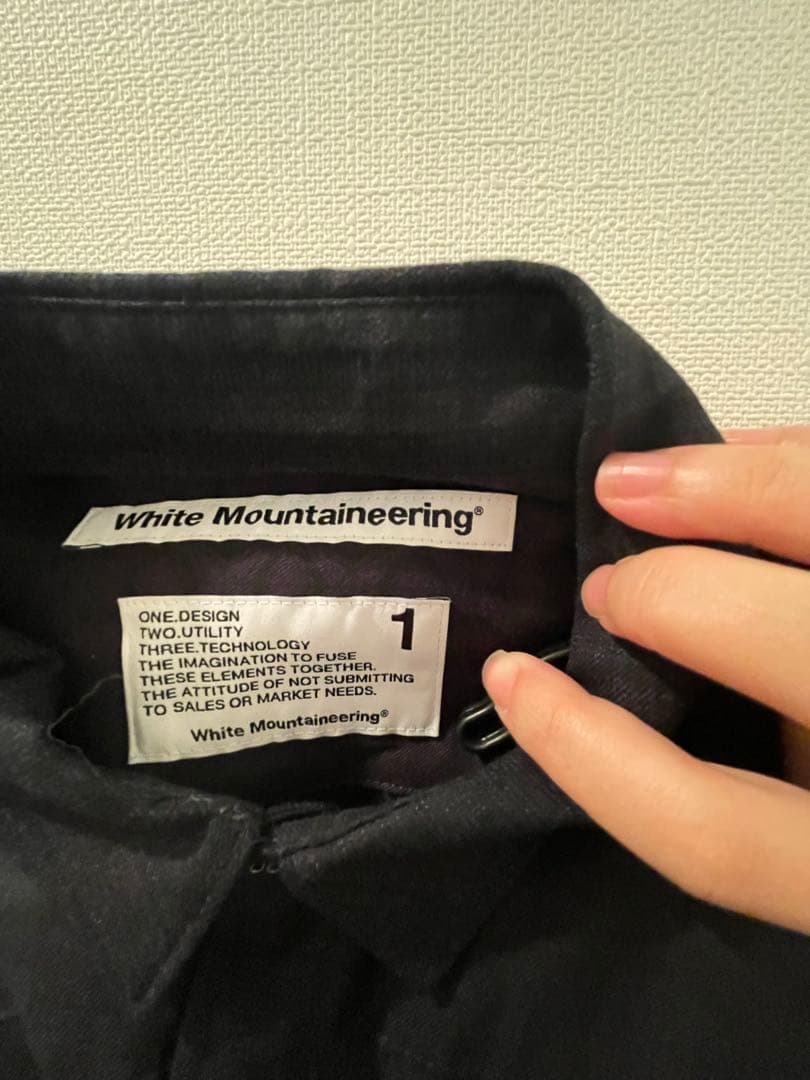 White Mountaineering®
1
ONE.DESIGN
TWO.UTILITY
THREE.TECHNOLOGY
THE IMAGINATION TO FUSE
THESE ELEMENTS TOGETHER.
THE ATTITUDE OF NOT SUBMITTING
TO SALES OR MARKET NEEDS.
White Mountaineering®